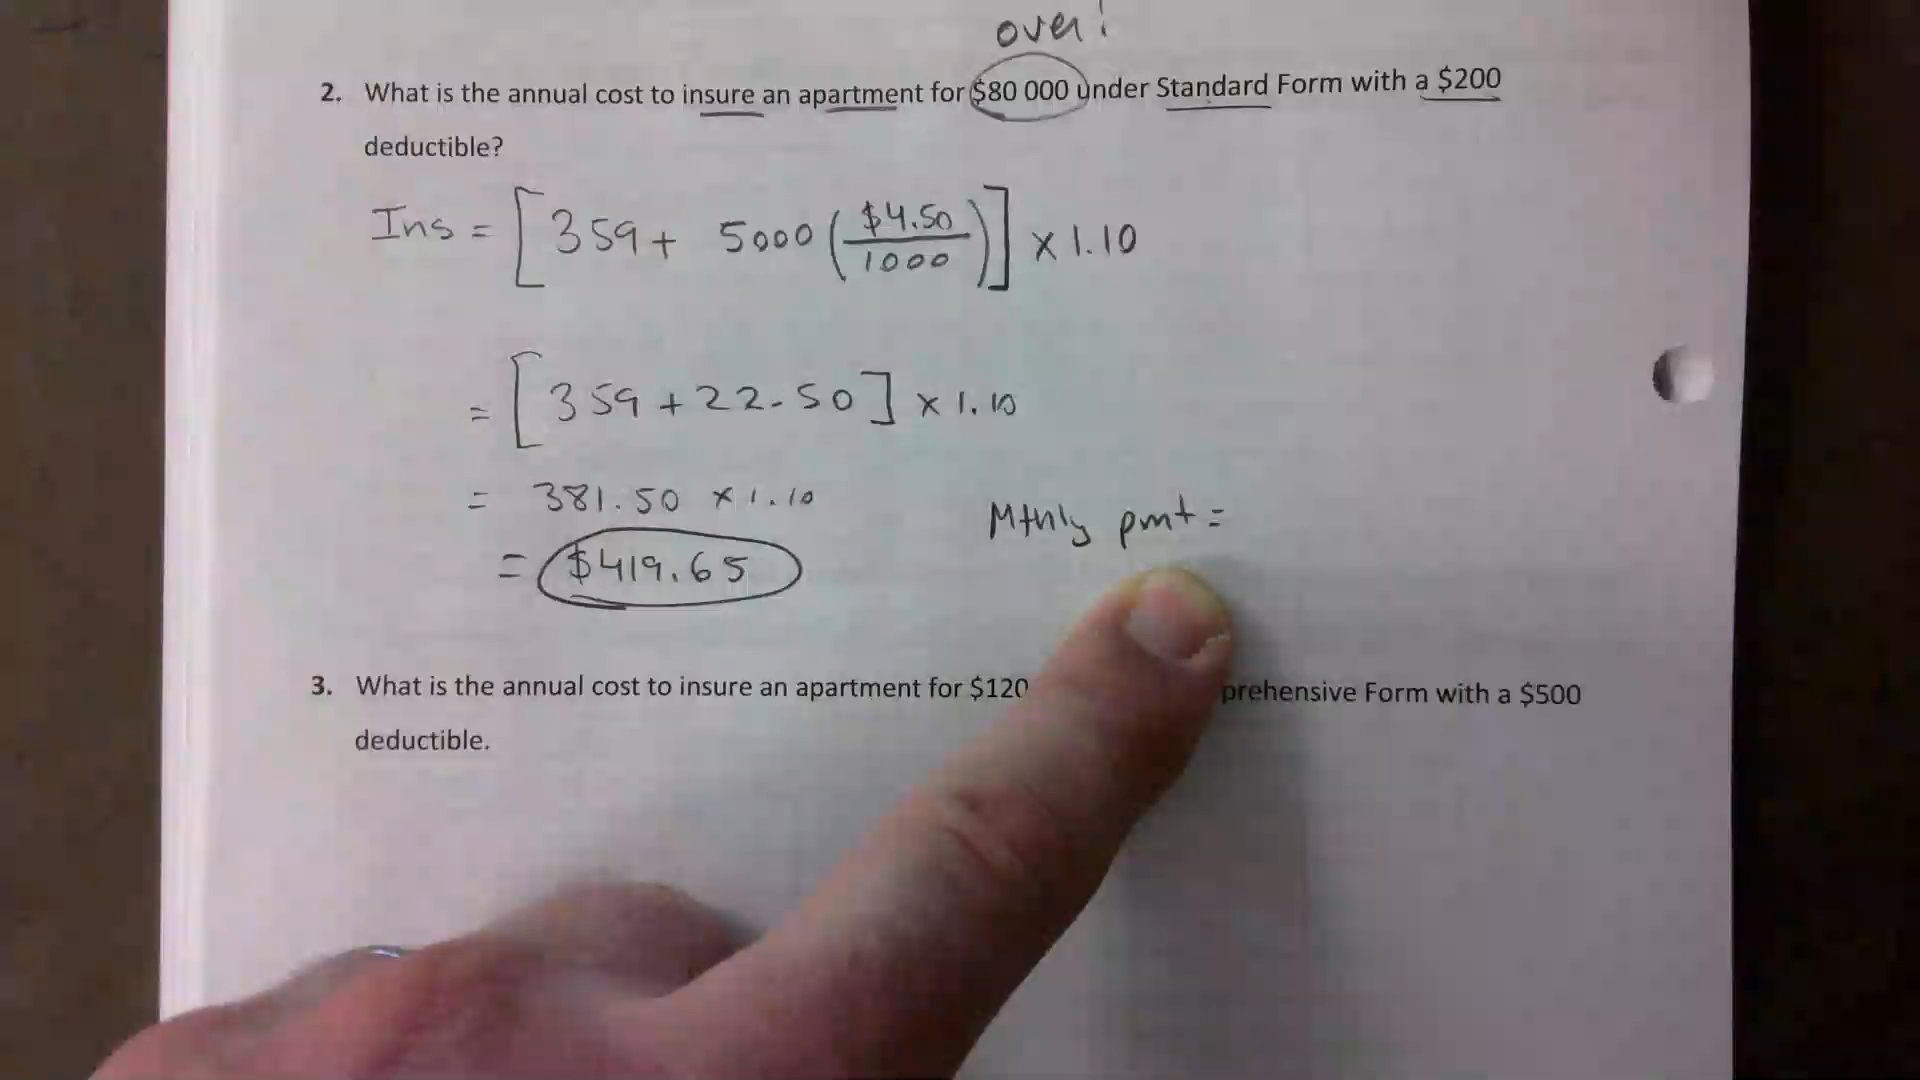 over!
2. What is the annual cost to insure an apartment for $80 000 under Standard Form with a $200
deductible?
Ins = [359 + 5000 ($4.50/1000)] x 1.10
= [359 + 22.50] x 1.10
= 381.50 x 1.10
Mthly pmt =
= $419.65
3. What is the annual cost to insure an apartment for $120 prehensive Form with a $500
deductible.